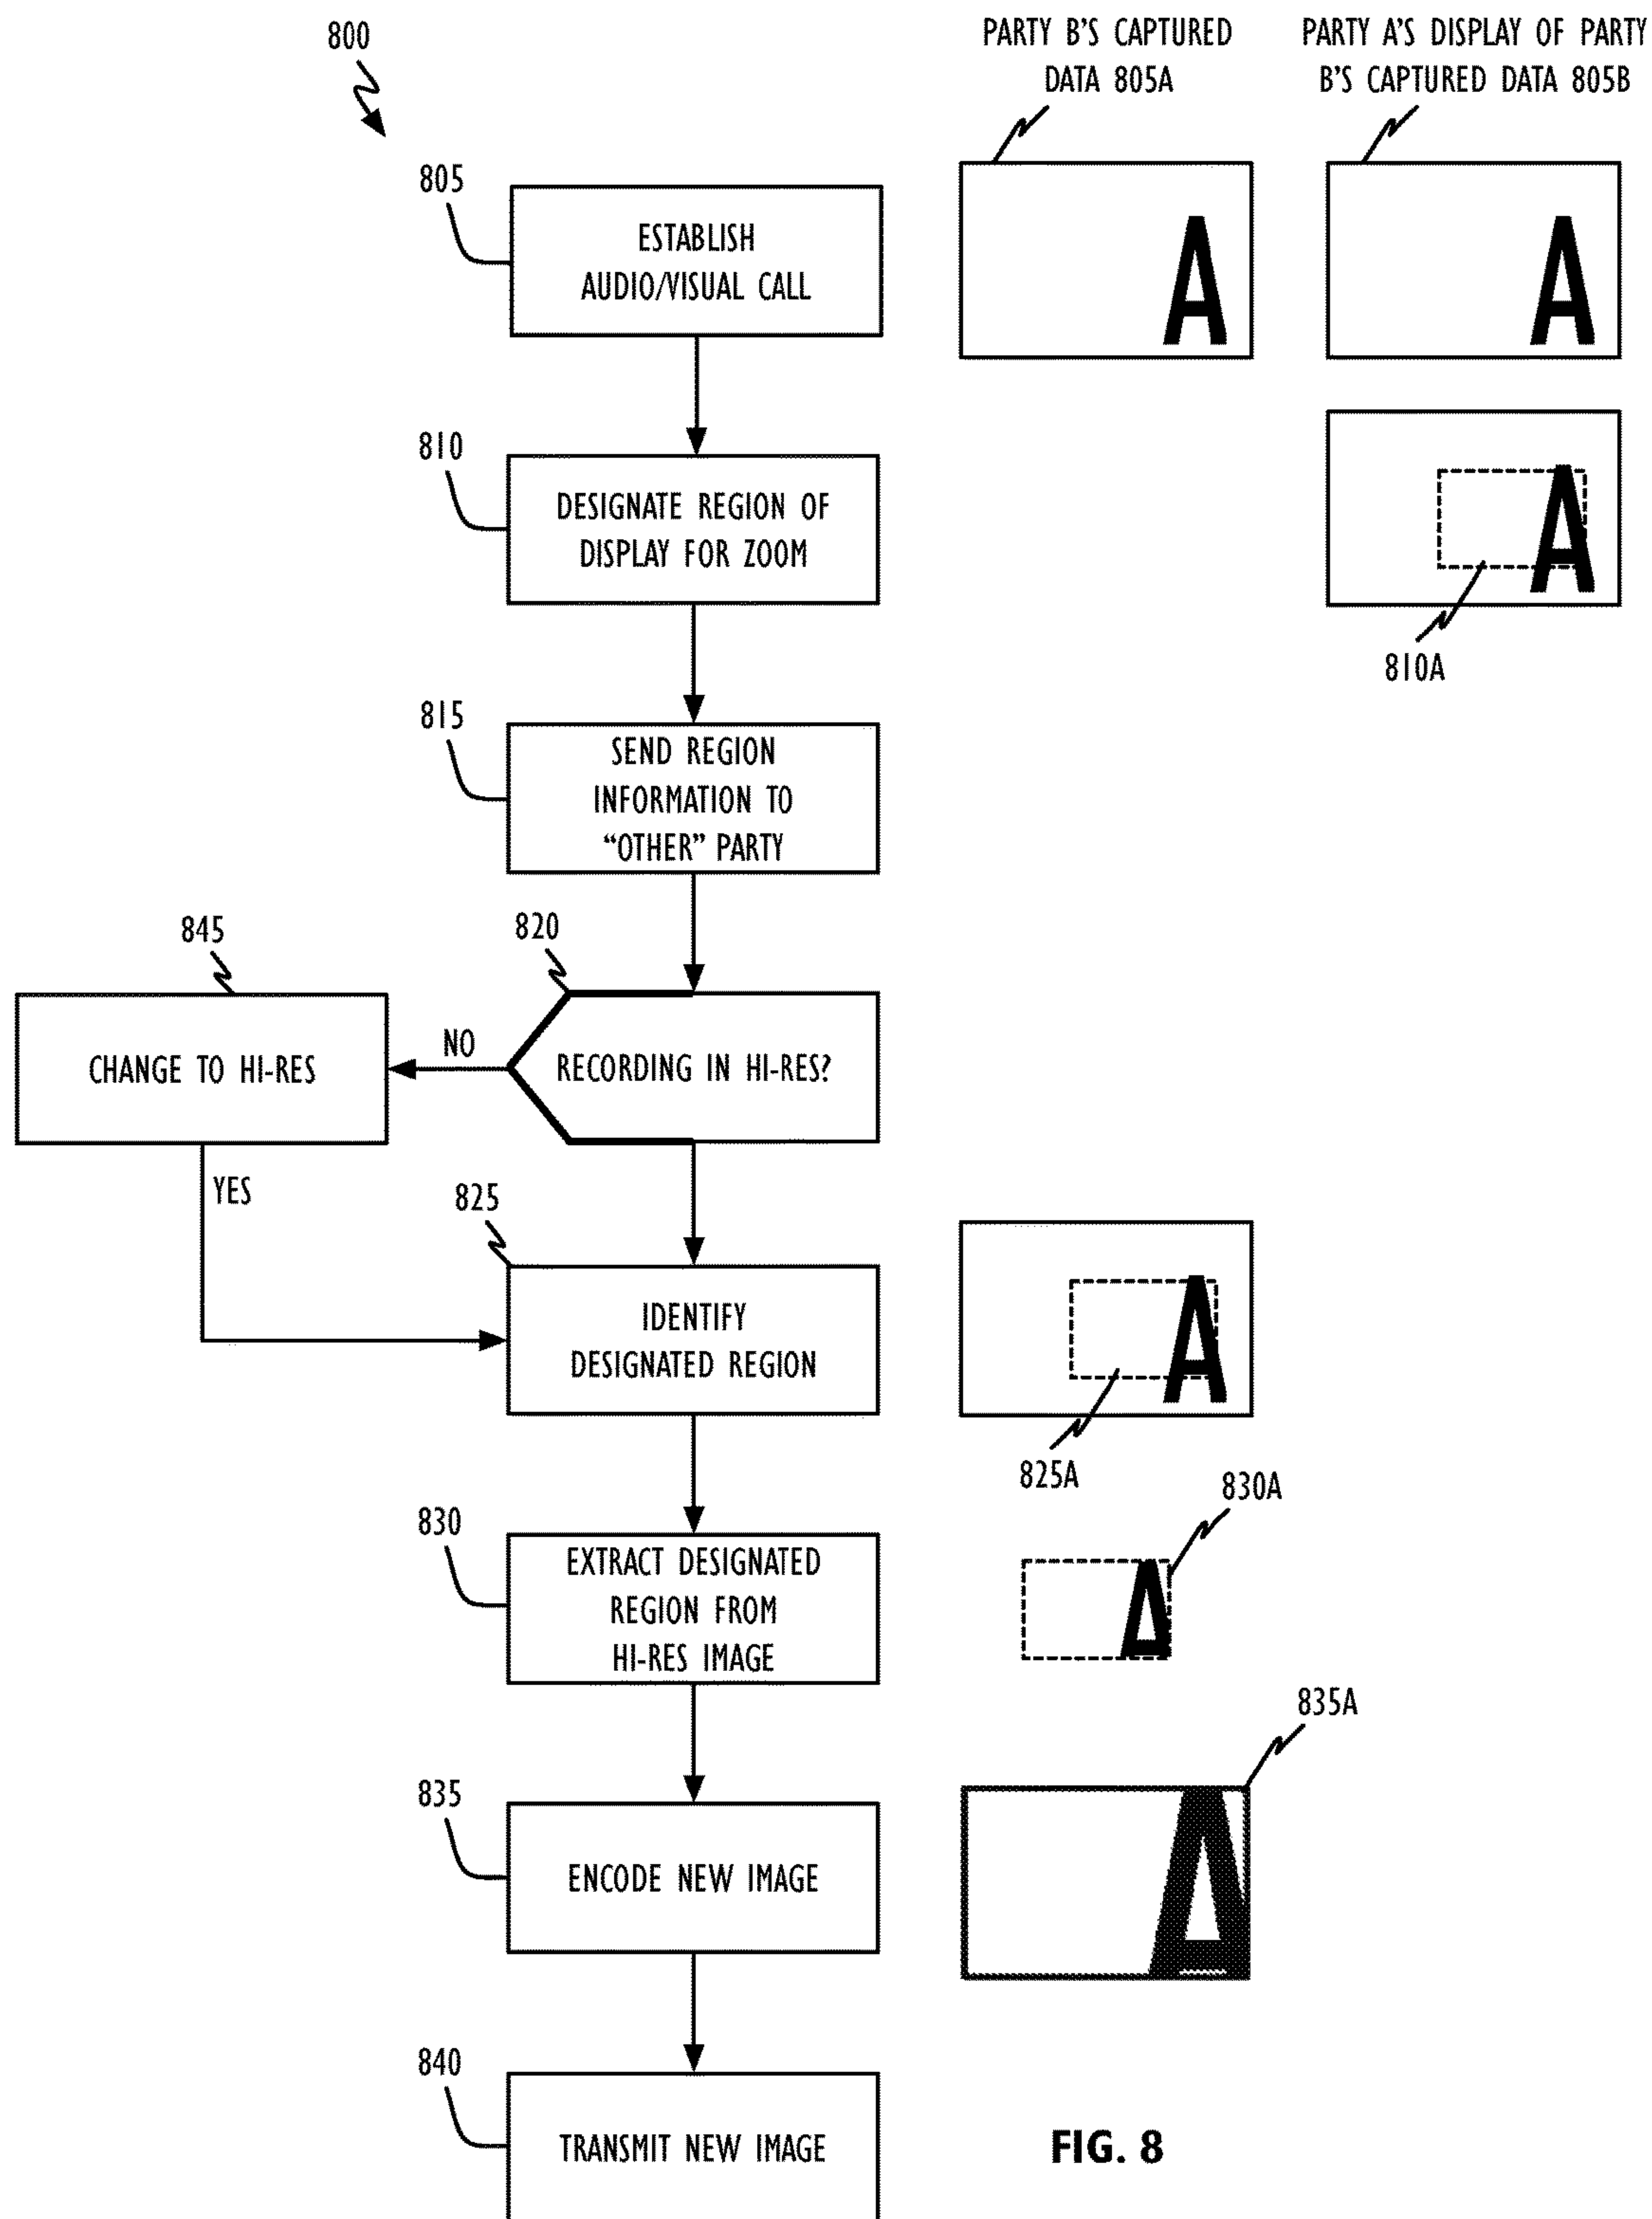 800
PARTY B'S CAPTURED
DATA 805A
PARTY A'S DISPLAY OF PARTY
B'S CAPTURED DATA 805B
805
ESTABLISH
AUDIO/VISUAL CALL
A
A
810
DESIGNATE REGION OF
DISPLAY FOR ZOOM
A
810A
815
SEND REGION
INFORMATION TO
“OTHER” PARTY
845
820
CHANGE TO HI-RES
NO
RECORDING IN HI-RES?
YES
825
IDENTIFY
DESIGNATED REGION
A
825A
830A
830
EXTRACT DESIGNATED
REGION FROM
HI-RES IMAGE
A
835A
835
ENCODE NEW IMAGE
A
840
TRANSMIT NEW IMAGE
FIG. 8